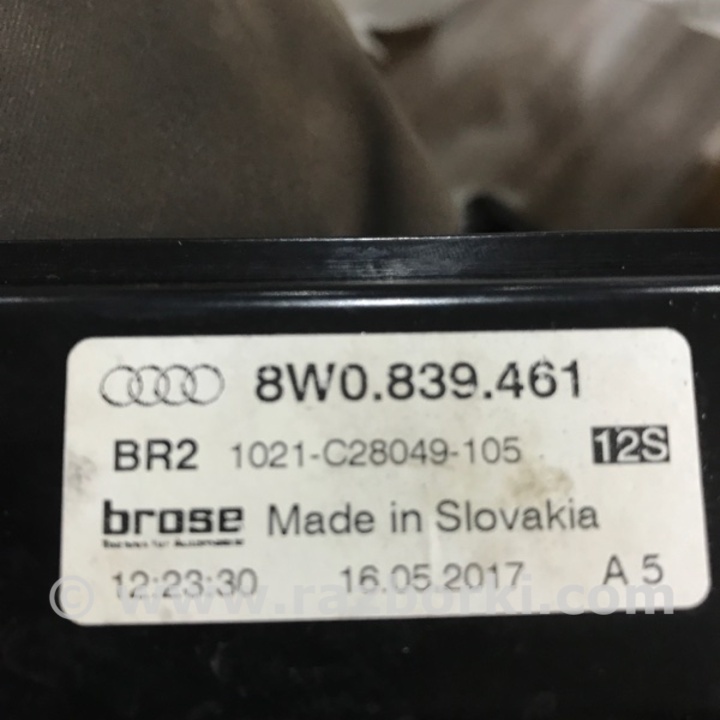 8W0.839.461
BR2 1021-C28049-105 12S
brose Made in Slovakia
12:23:30 16.05.2017 A 5
© www.razborki.com